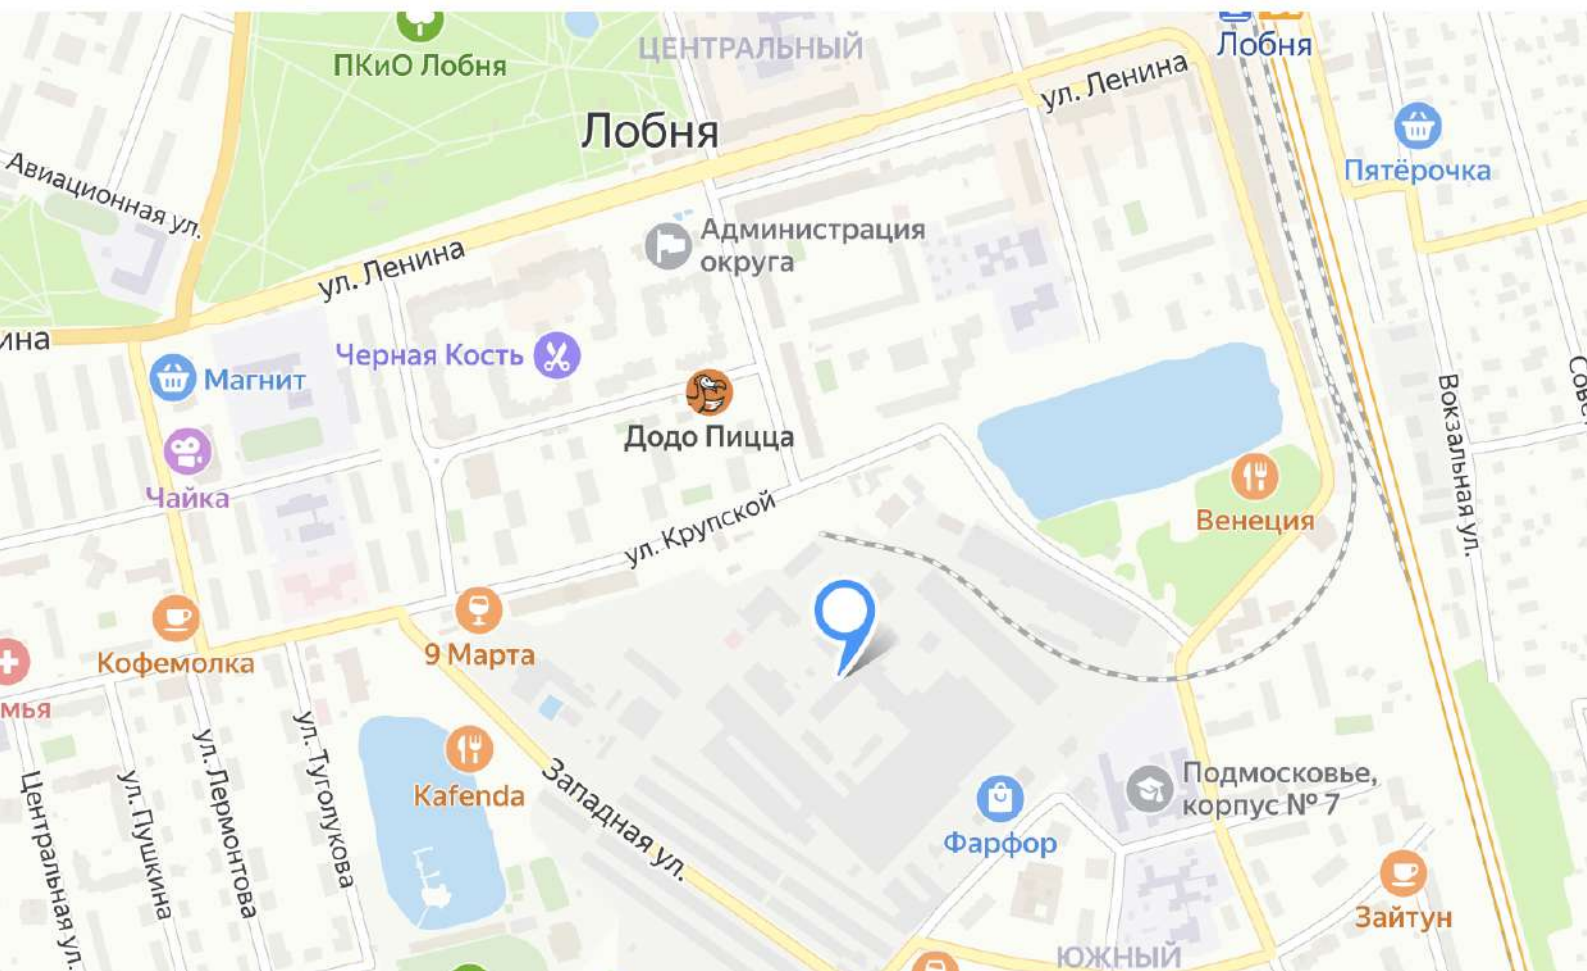 Лобня
ЦЕНТРАЛЬНЫЙ
ПКиО Лобня
ул. Ленина
Лобня
Пятёрочка
Авиационная ул.
Администрация
округа
ул. Ленина
ина
Черная Кость
Магнит
Додо Пицца
Вокзальная ул.
Чайка
Венеция
ул. Крупской
9 Марта
Кофемолка
мья
ул. Туголукова
ул. Лермонтова
ул. Пушкина
Центральная ул.
Kafenda
Западная ул.
Подмосковье,
корпус № 7
Фарфор
Зайтун
ЮЖНЫЙ